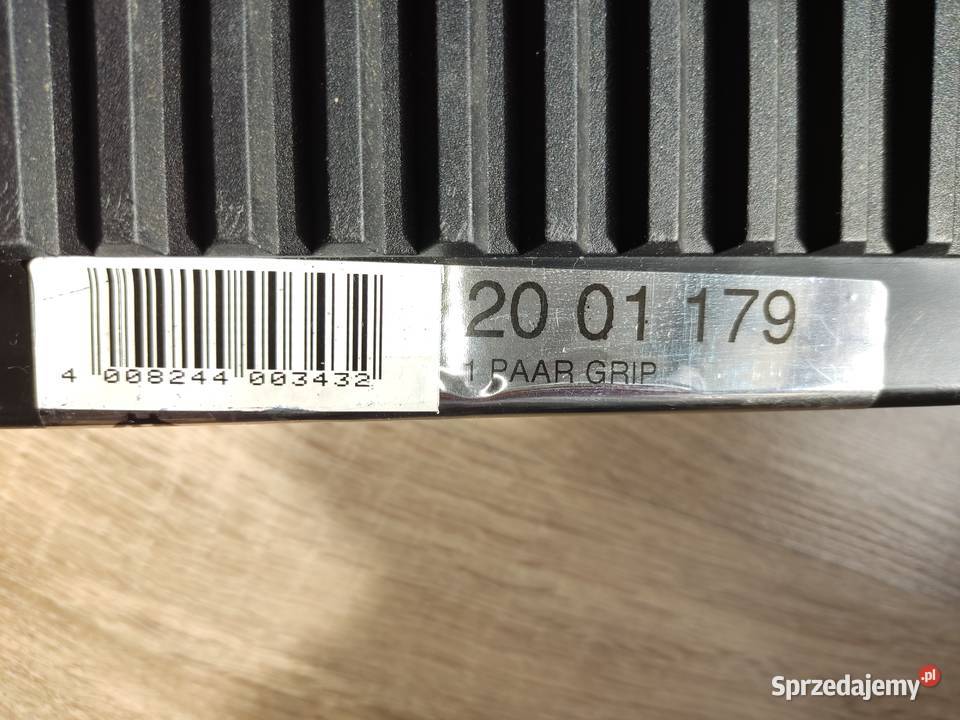 4 008244 003432
20 01 179
1 PAAR GRIP
Sprzedajemy.pl